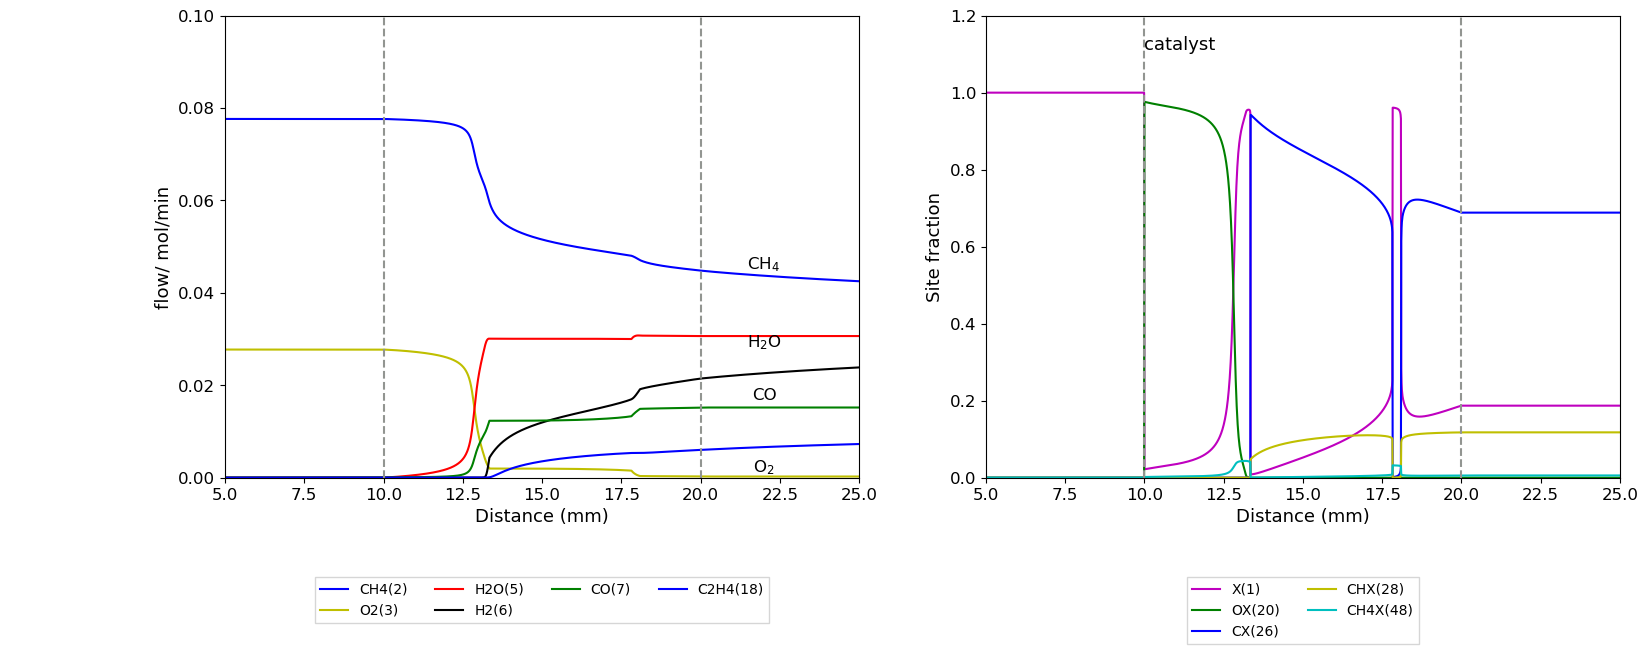 0.10
0.08
0.06
0.04
0.02
0.00
flow/ mol/min
CH₄
H₂O
CO
O₂
5.0 7.5 10.0 12.5 15.0 17.5 20.0 22.5 25.0
Distance (mm)
CH4(2) H2O(5) CO(7) C2H4(18)
O2(3) H2(6)
1.2
1.0
0.8
0.6
0.4
0.2
0.0
Site fraction
catalyst
5.0 7.5 10.0 12.5 15.0 17.5 20.0 22.5 25.0
Distance (mm)
X(1) CHX(28)
OX(20) CH4X(48)
CX(26)